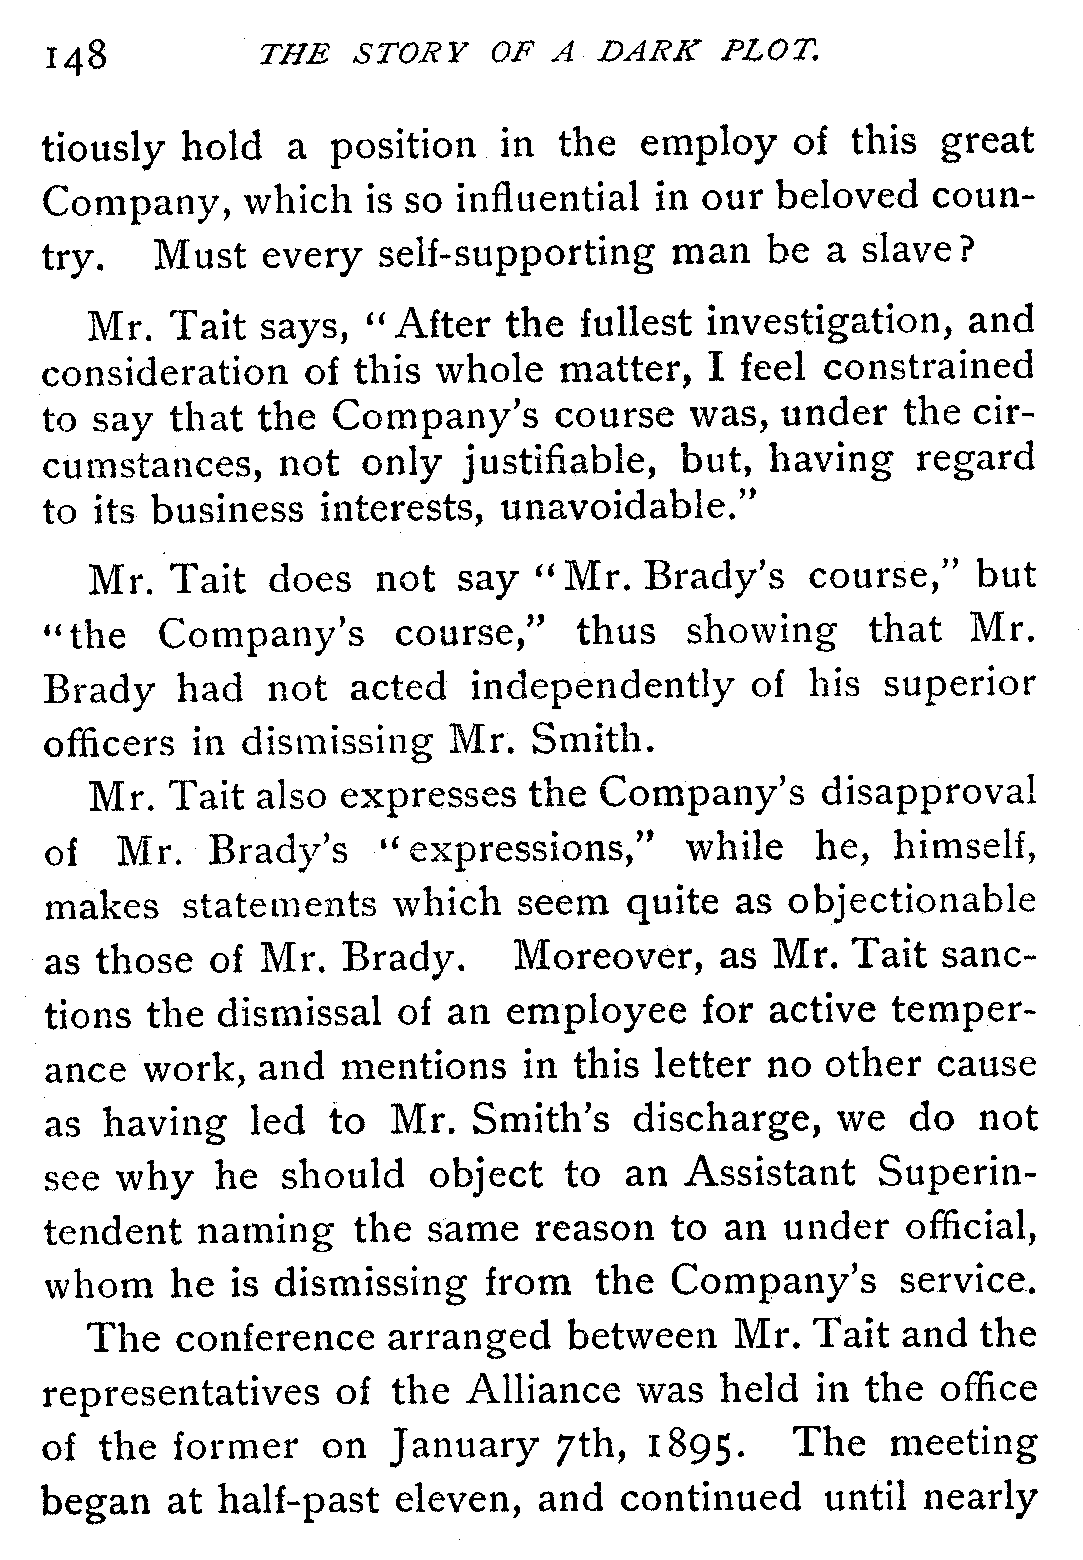 148 THE STORY OF A DARK PLOT.
tiously hold a position in the employ of this great
Company, which is so influential in our beloved coun-
try. Must every self-supporting man be a slave?
Mr. Tait says, “After the fullest investigation, and
consideration of this whole matter, I feel constrained
to say that the Company’s course was, under the cir-
cumstances, not only justifiable, but, having regard
to its business interests, unavoidable.”
Mr. Tait does not say “Mr. Brady’s course,” but
“the Company’s course,” thus showing that Mr.
Brady had not acted independently of his superior
officers in dismissing Mr. Smith.
Mr. Tait also expresses the Company’s disapproval
of Mr. Brady’s “expressions,” while he, himself,
makes statements which seem quite as objectionable
as those of Mr. Brady. Moreover, as Mr. Tait sanc-
tions the dismissal of an employee for active temper-
ance work, and mentions in this letter no other cause
as having led to Mr. Smith’s discharge, we do not
see why he should object to an Assistant Superin-
tendent naming the same reason to an under official,
whom he is dismissing from the Company’s service.
The conference arranged between Mr. Tait and the
representatives of the Alliance was held in the office
of the former on January 7th, 1895. The meeting
began at half-past eleven, and continued until nearly